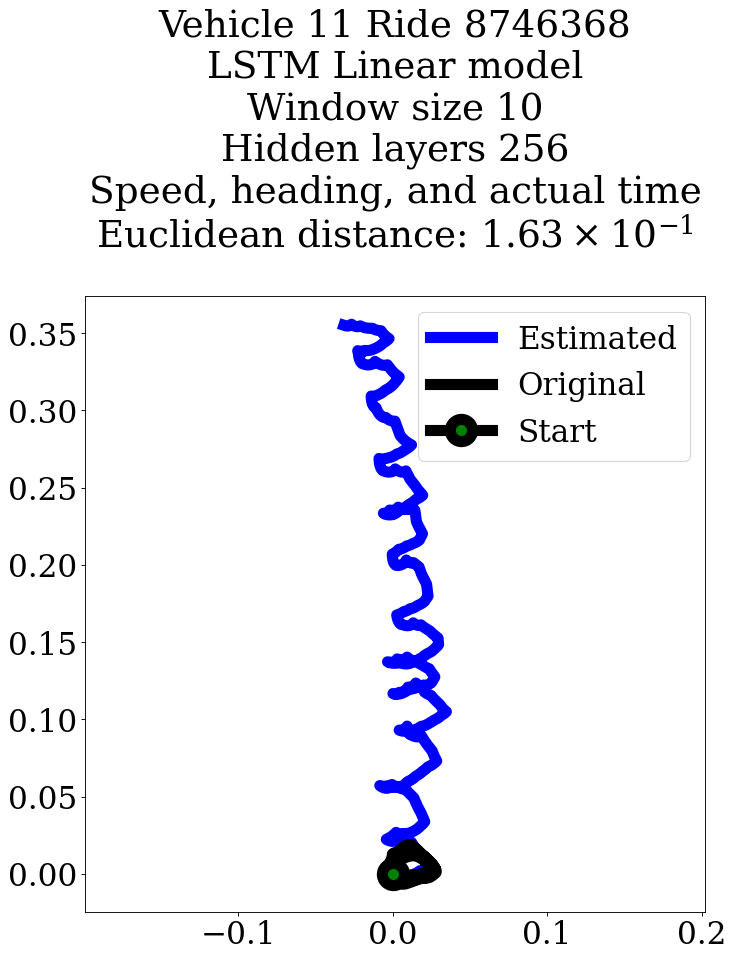 Vehicle 11 Ride 8746368
LSTM Linear model
Window size 10
Hidden layers 256
Speed, heading, and actual time
Euclidean distance: 1.63 × 10⁻¹
Estimated
Original
Start
0.35
0.30
0.25
0.20
0.15
0.10
0.05
0.00
−0.1 0.0 0.1 0.2